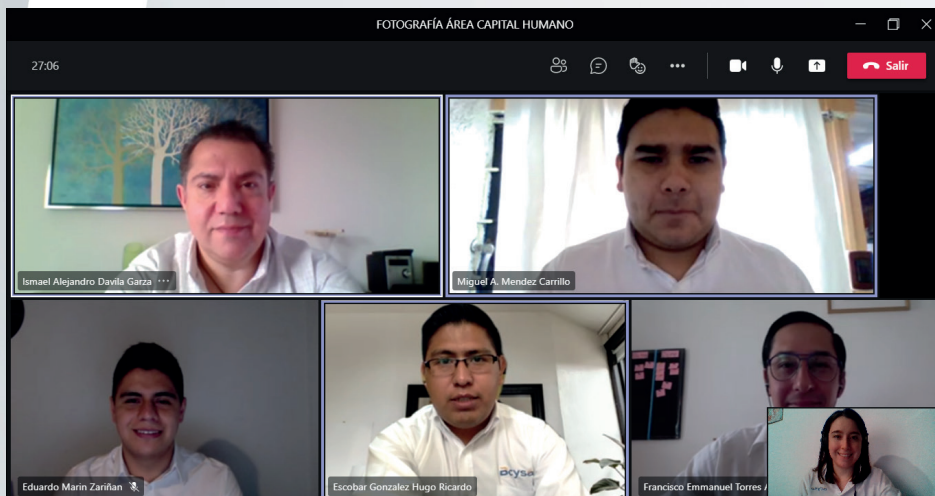 FOTOGRAFÍA ÁREA CAPITAL HUMANO
27:06
Salir
Ismael Alejandro Davila Garza ...
Miguel A. Mendez Carrillo
Eduardo Marin Zariñan
Escobar Gonzalez Hugo Ricardo
Francisco Emmanuel Torres